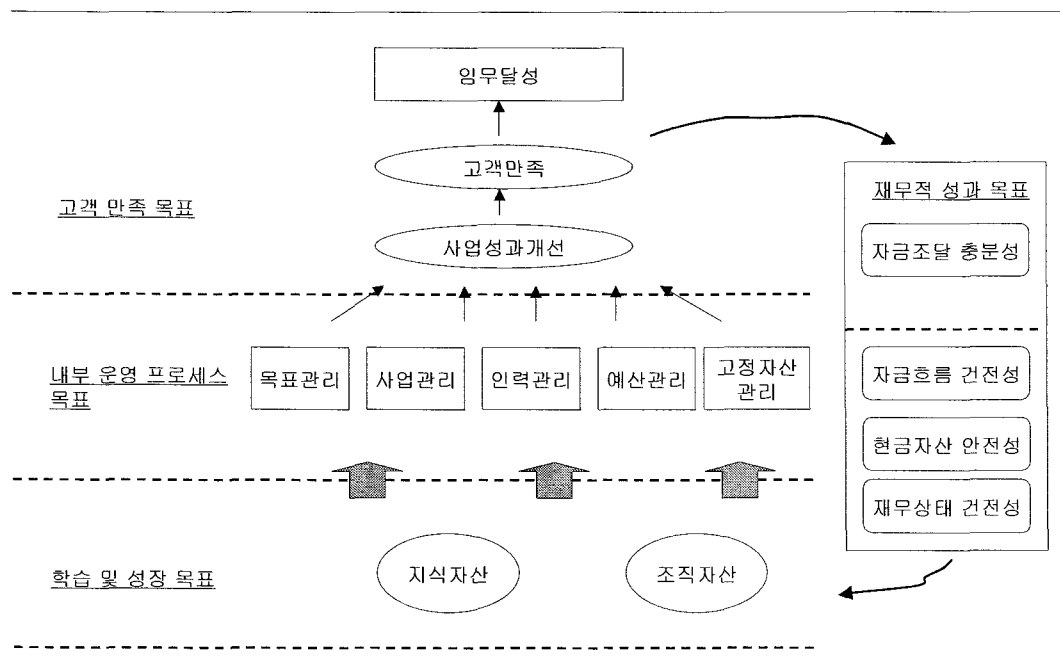 임무달성
고객만족
고객 만족 목표
사업성과개선
재무적 성과 목표
자금조달 충분성
내부 운영 프로세스
목표
목표관리
사업관리
인력관리
예산관리
고정자산
관리
자금흐름 건전성
현금자산 안전성
재무상태 건전성
학습 및 성장 목표
지식자산
조직자산